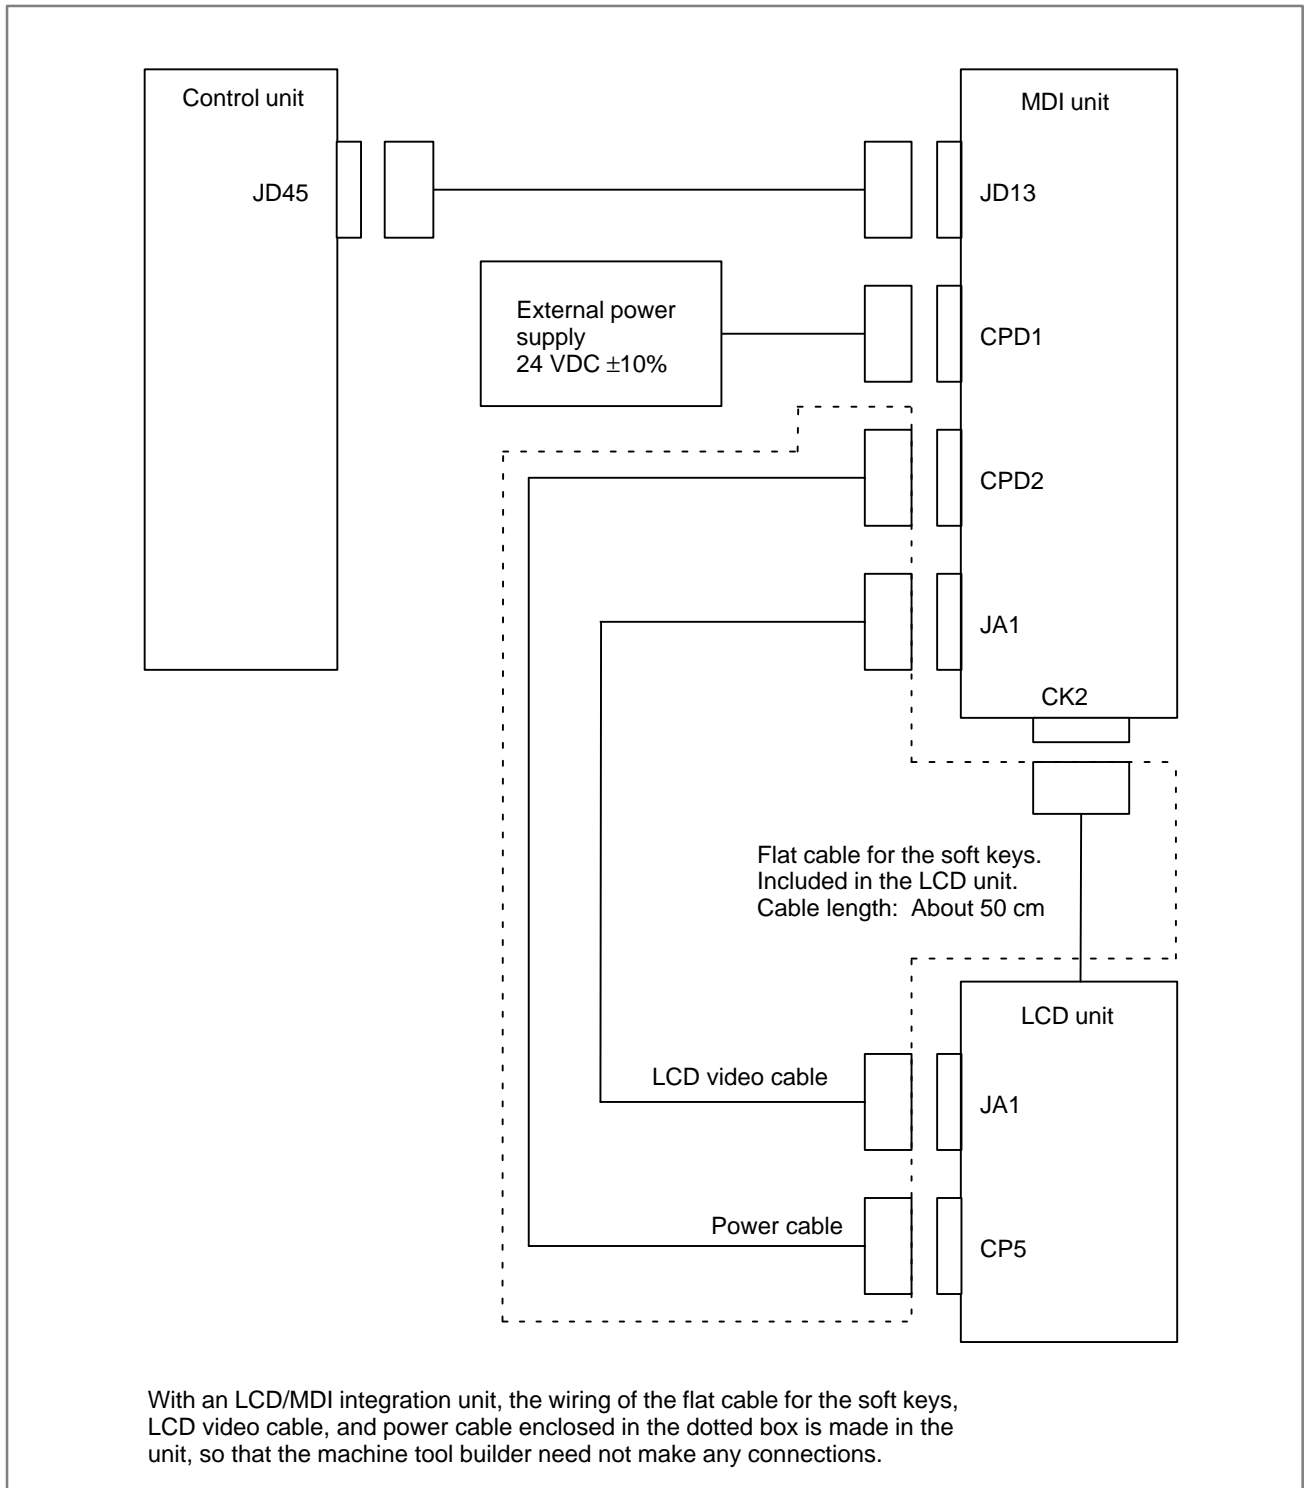 Control unit
MDI unit
JD45
JD13
External power
supply
24 VDC ±10%
CPD1
CPD2
JA1
CK2
Flat cable for the soft keys.
Included in the LCD unit.
Cable length: About 50 cm
LCD unit
LCD video cable
JA1
Power cable
CP5
With an LCD/MDI integration unit, the wiring of the flat cable for the soft keys,
LCD video cable, and power cable enclosed in the dotted box is made in the
unit, so that the machine tool builder need not make any connections.